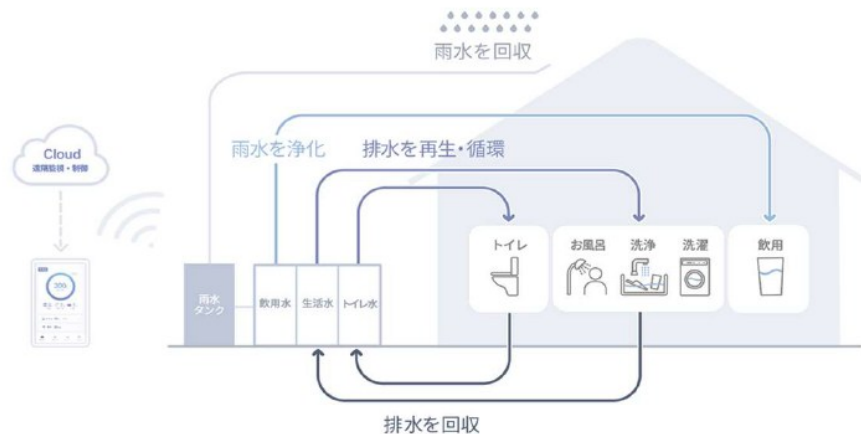 雨水を回収
雨水を浄化
排水を再生・循環
Cloud
遠隔監視・制御
トイレ
お風呂
洗浄
洗濯
飲用
雨水
タンク
飲用水
生活水
トイレ水
排水を回収